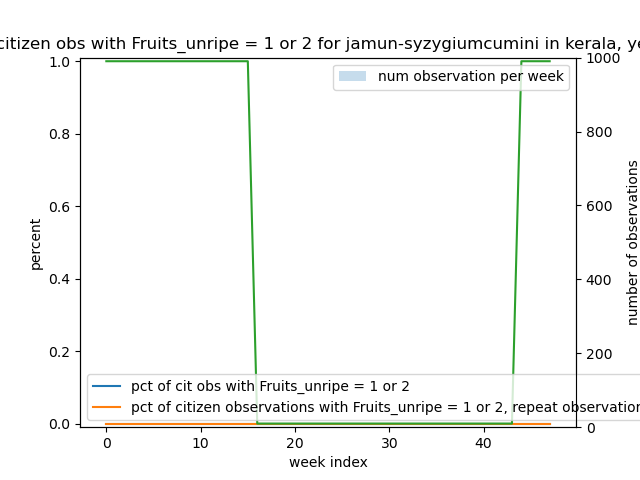 citizen obs with Fruits_unripe = 1 or 2 for jamun-syzygiumcumini in kerala,
num observation per week
1.0
0.8
0.6
0.4
0.2
0.0
percent
1000
800
600
400
200
0
number of observations
pct of cit obs with Fruits_unripe = 1 or 2
pct of citizen observations with Fruits_unripe = 1 or 2, repeat
0 10 20 30 40
week index